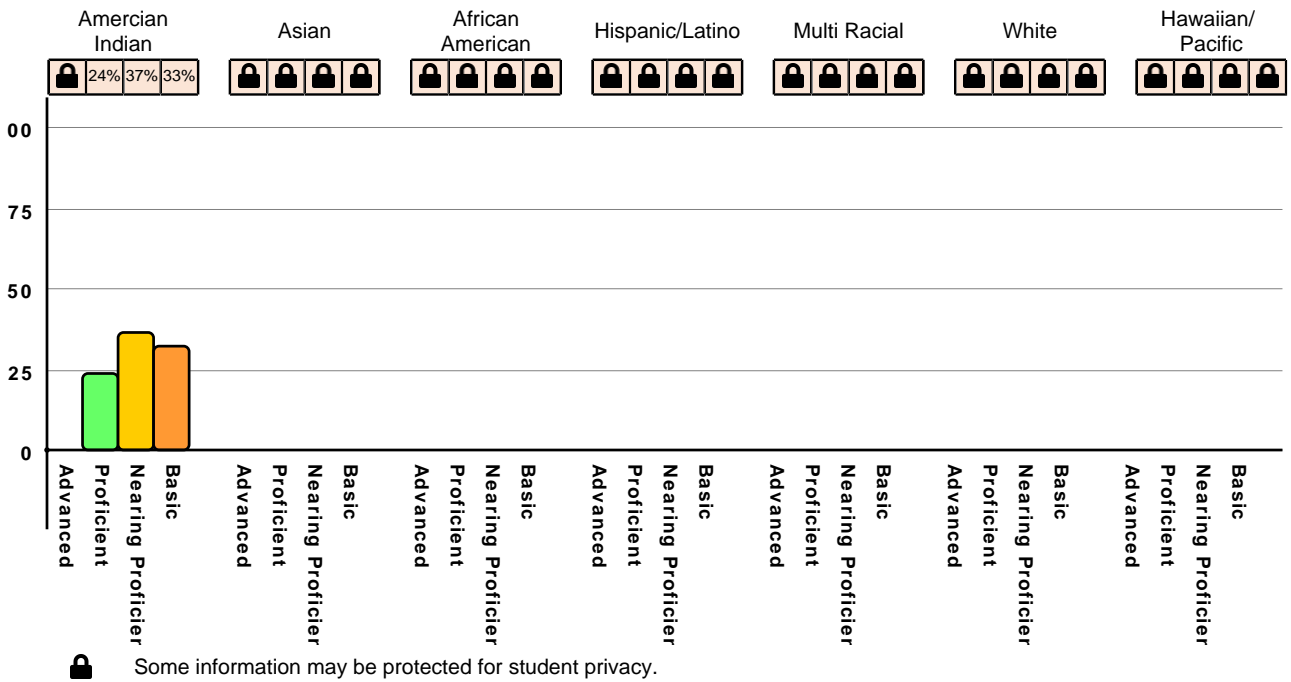 Amercian
Indian
Asian
African
American
Hispanic/Latino
Multi Racial
White
Hawaiian/
Pacific
24% 37% 33%
00
75
50
25
0
Advanced
Proficient
Nearing Proficier
Basic
Advanced
Proficient
Nearing Proficier
Basic
Advanced
Proficient
Nearing Proficier
Basic
Advanced
Proficient
Nearing Proficier
Basic
Advanced
Proficient
Nearing Proficier
Basic
Advanced
Proficient
Nearing Proficier
Basic
Advanced
Proficient
Nearing Proficier
Basic
Some information may be protected for student privacy.